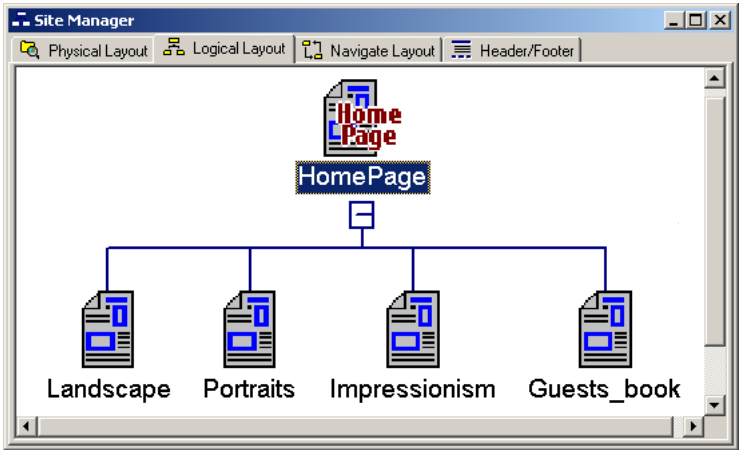 Site Manager
Physical Layout Logical Layout Navigate Layout Header/Footer
Home
Page
HomePage
Landscape Portraits Impressionism Guests_book